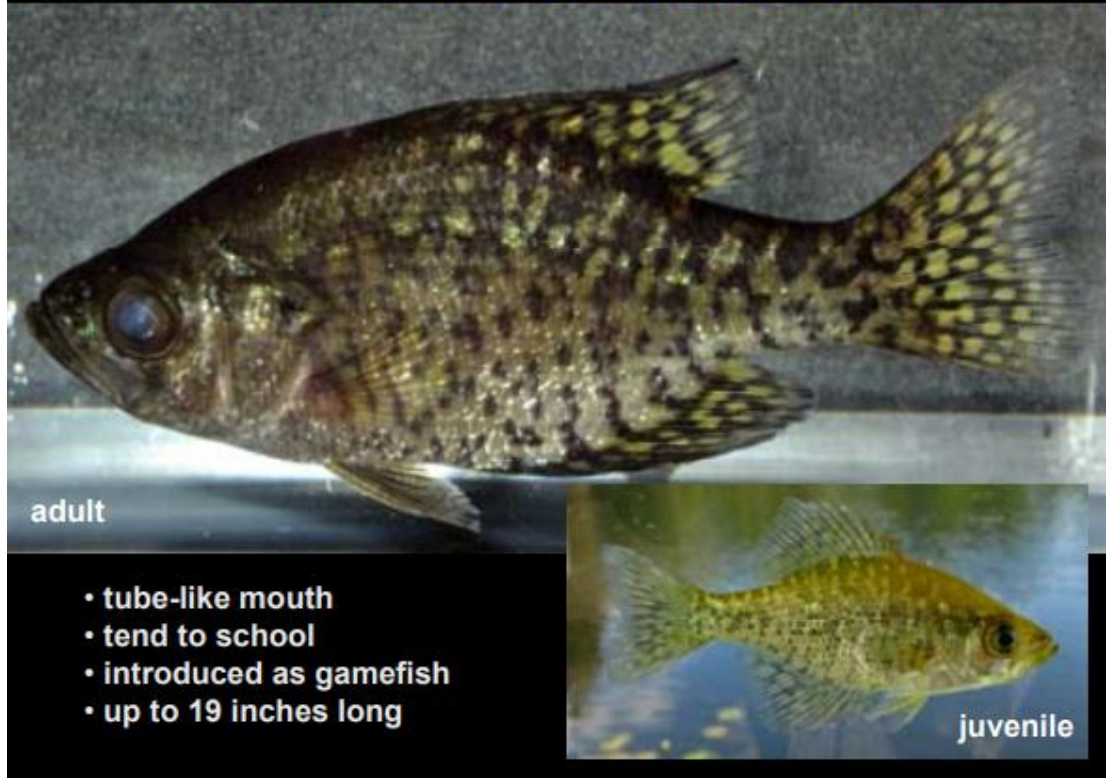 adult
• tube-like mouth
• tend to school
• introduced as gamefish
• up to 19 inches long
juvenile